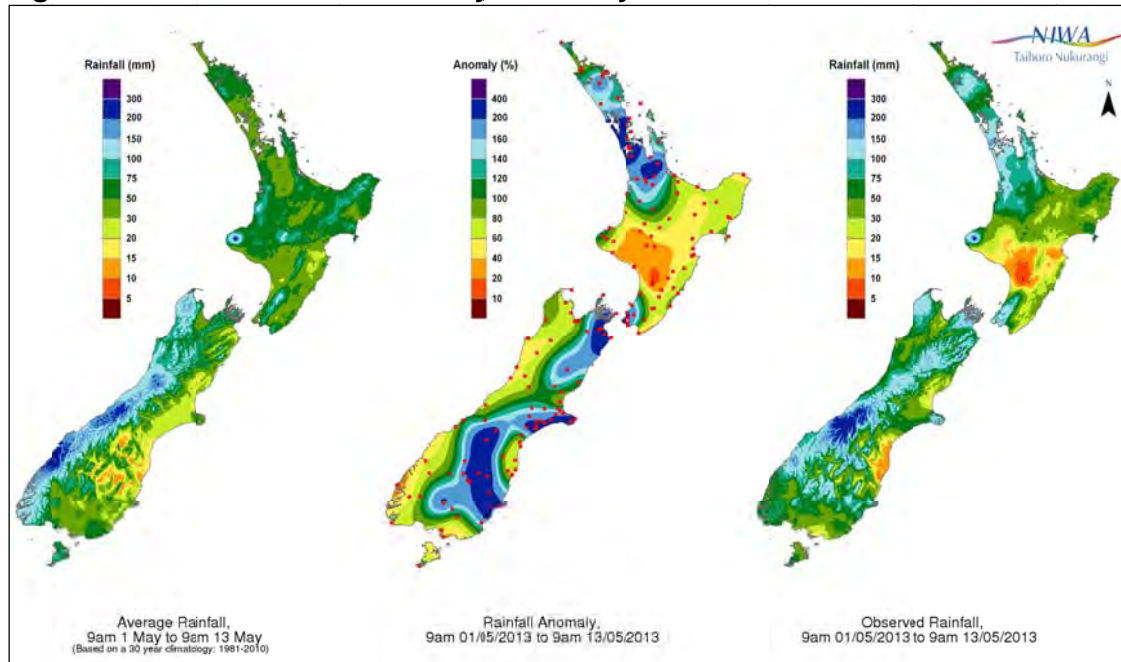 NIWA
Taihoro Nukurangi
N
Rainfall (mm)
300
200
150
100
75
50
30
20
15
10
5
Anomaly (%)
400
200
160
140
120
100
80
60
40
20
10
Rainfall (mm)
300
200
150
100
75
50
30
20
15
10
5
Average Rainfall,
9am 1 May to 9am 13 May
(Based on a 30 year climatology: 1981-2010)
Rainfall Anomaly,
9am 01/05/2013 to 9am 13/05/2013
Observed Rainfall,
9am 01/05/2013 to 9am 13/05/2013